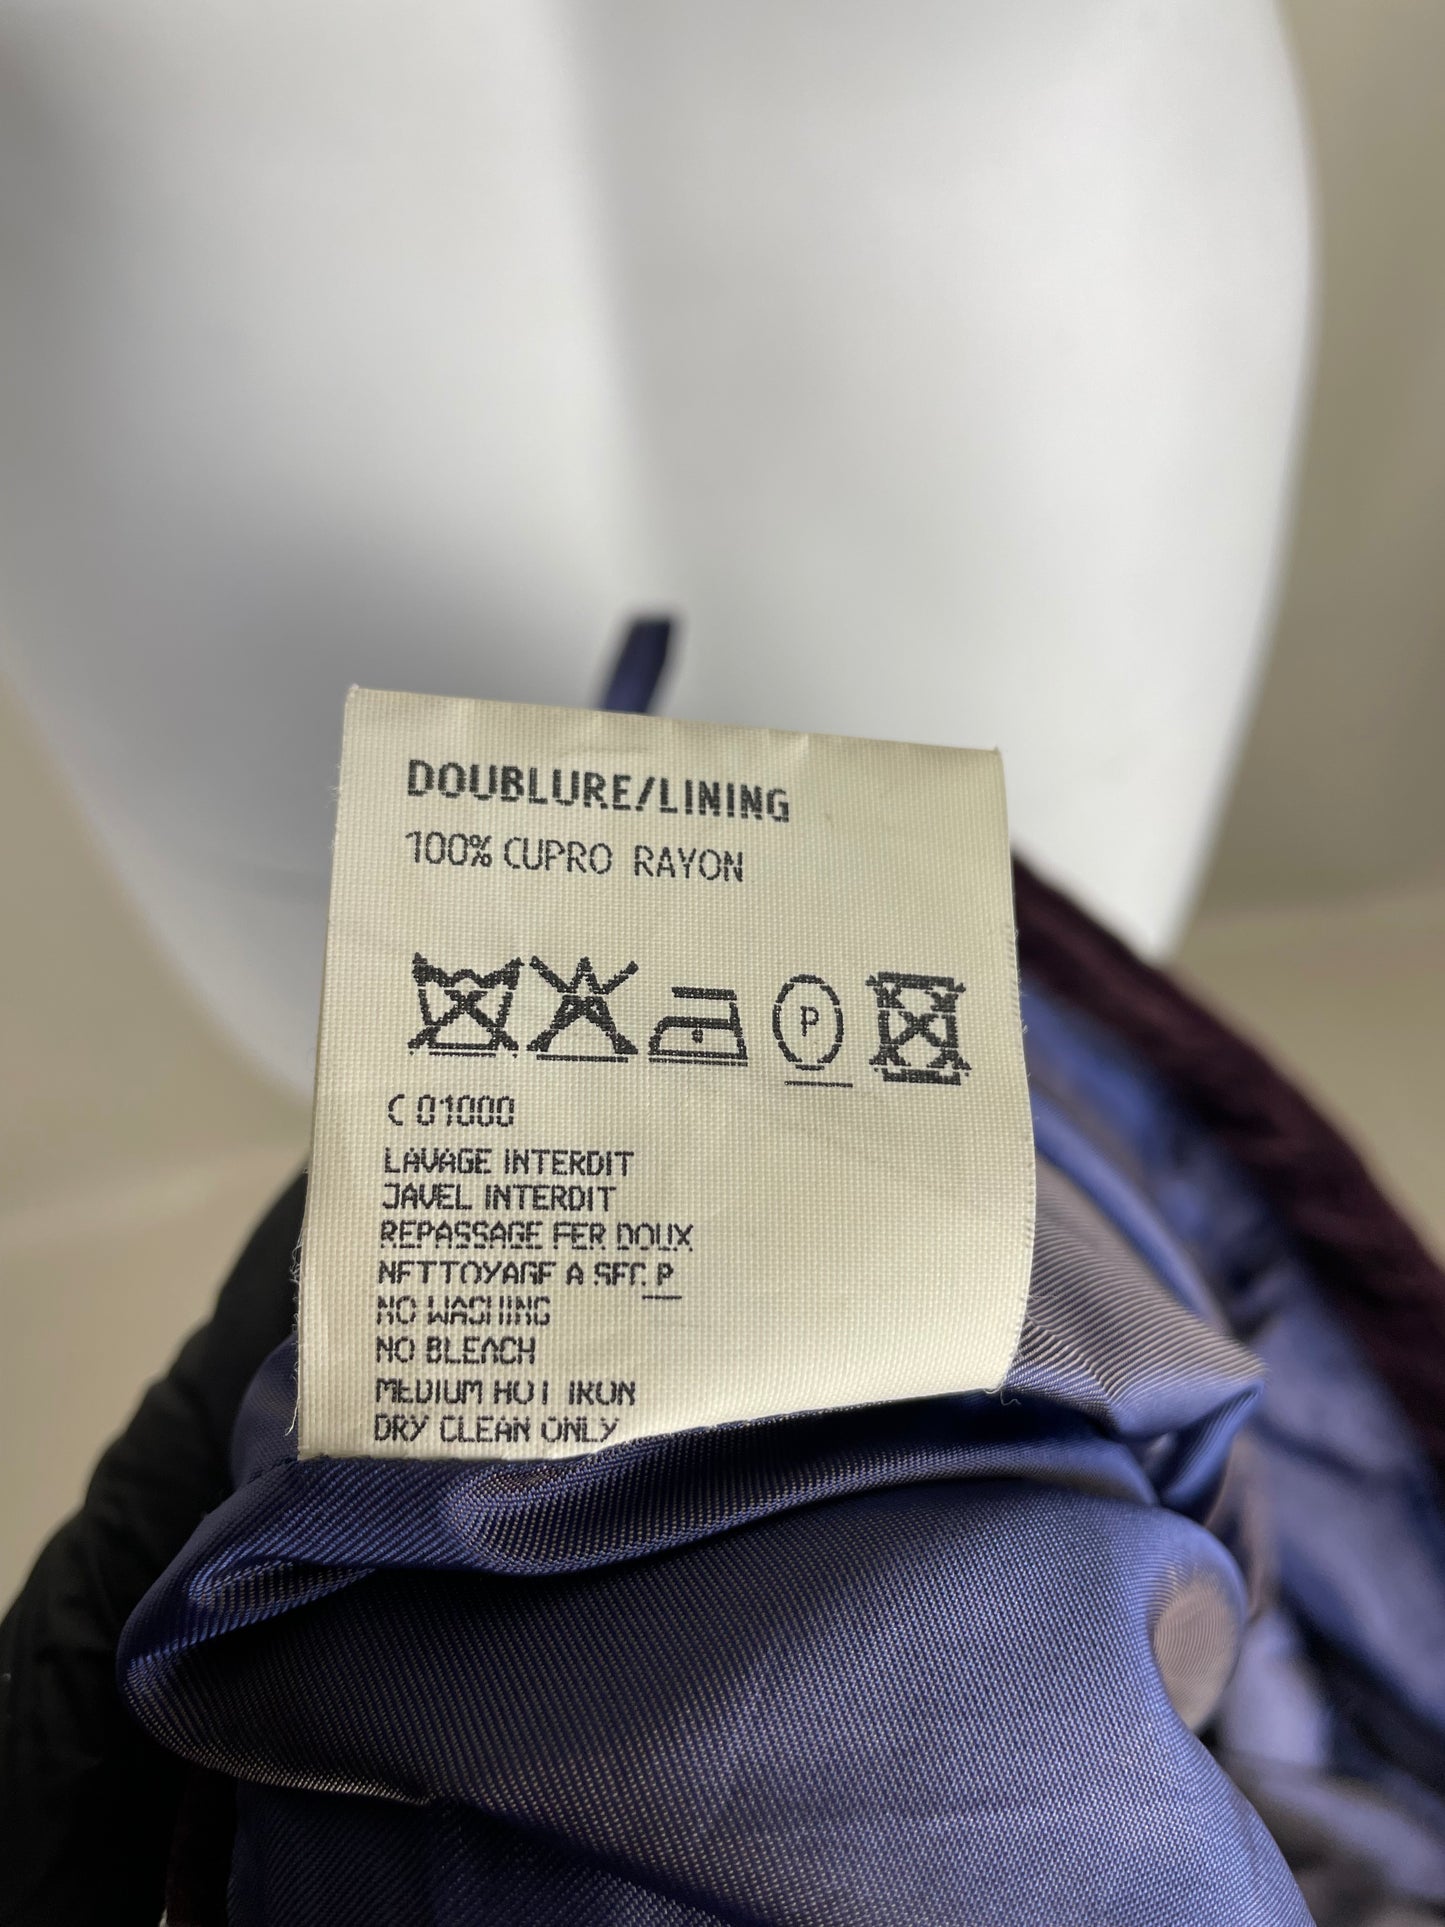 DOUBLURE/LINING
100% CUPRO RAYON
P
C 01000
LAVAGE INTERDIT
JAVEL INTERDIT
REPASSAGE FER DOUX
NETTOYAGE A SEC P
NO WASHING
NO BLEACH
MEDIUM HOT IRON
DRY CLEAN ONLY